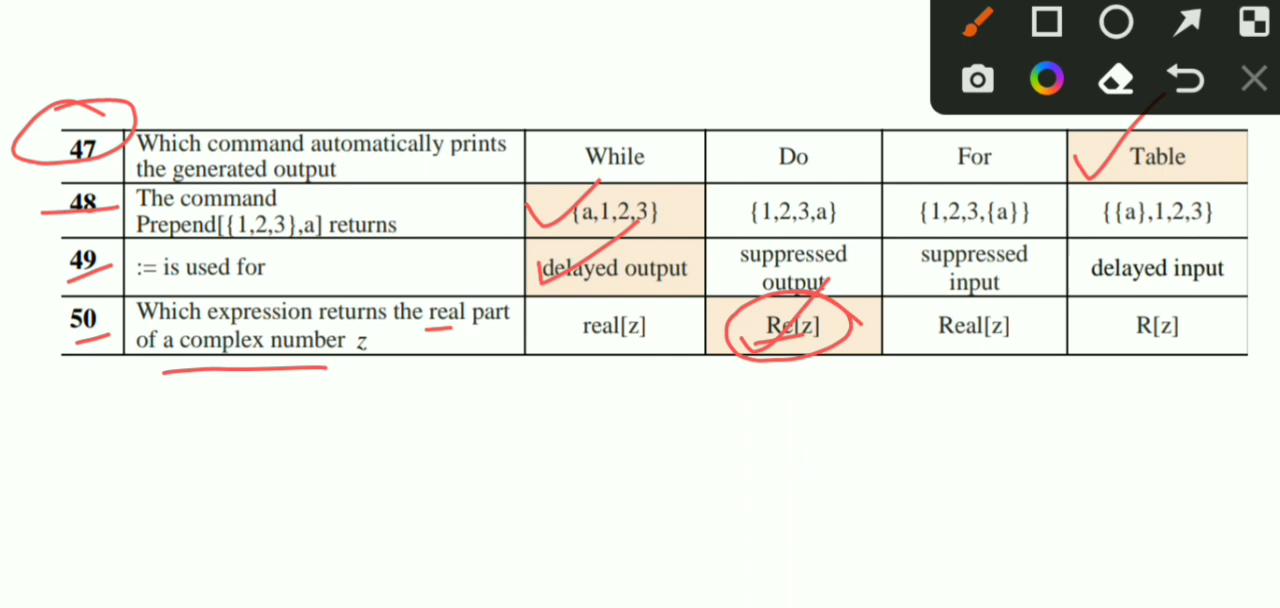 47 Which command automatically prints the generated output While Do For Table
48 The command Prepend[{1,2,3},a] returns {a,1,2,3} {1,2,3,a} {1,2,3,{a}} {{a},1,2,3}
49 := is used for delayed output suppressed output suppressed input delayed input
50 Which expression returns the real part of a complex number z real[z] Re[z] Real[z] R[z]